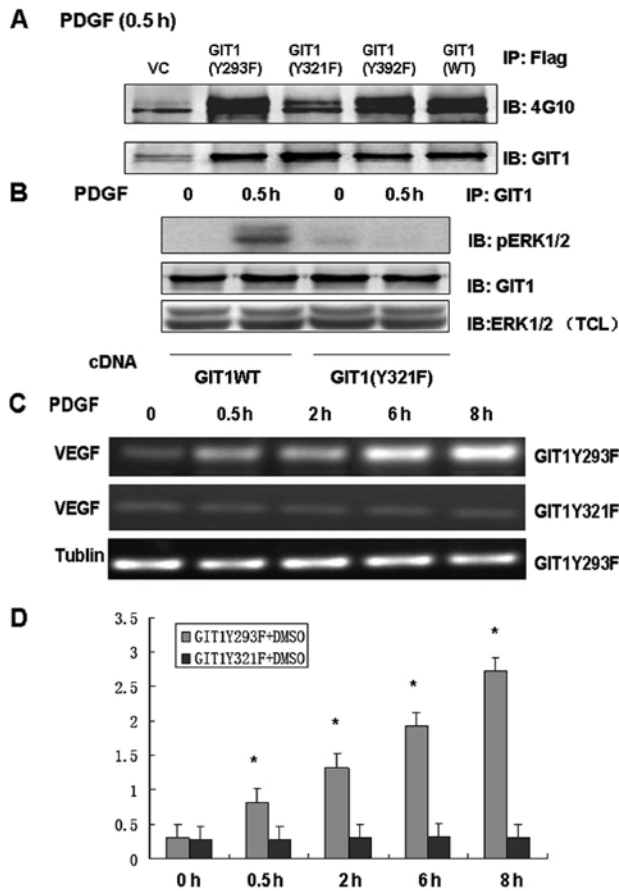 A PDGF (0.5 h)
VC GIT1 (Y293F) GIT1 (Y321F) GIT1 (Y392F) GIT1 (WT) IP: Flag
IB: 4G10
IB: GIT1
B PDGF 0 0.5h 0 0.5h IP: GIT1
IB: pERK1/2
IB: GIT1
IB:ERK1/2 （TCL）
cDNA GIT1WT GIT1(Y321F)
C PDGF 0 0.5h 2 h 6 h 8 h
VEGF GIT1Y293F
VEGF GIT1Y321F
Tublin GIT1Y293F
D
3.5
3
2.5
2
1.5
1
0.5
0
GIT1Y293F+DMSO
GIT1Y321F+DMSO
* * * *
0 h 0.5h 2 h 6 h 8 h